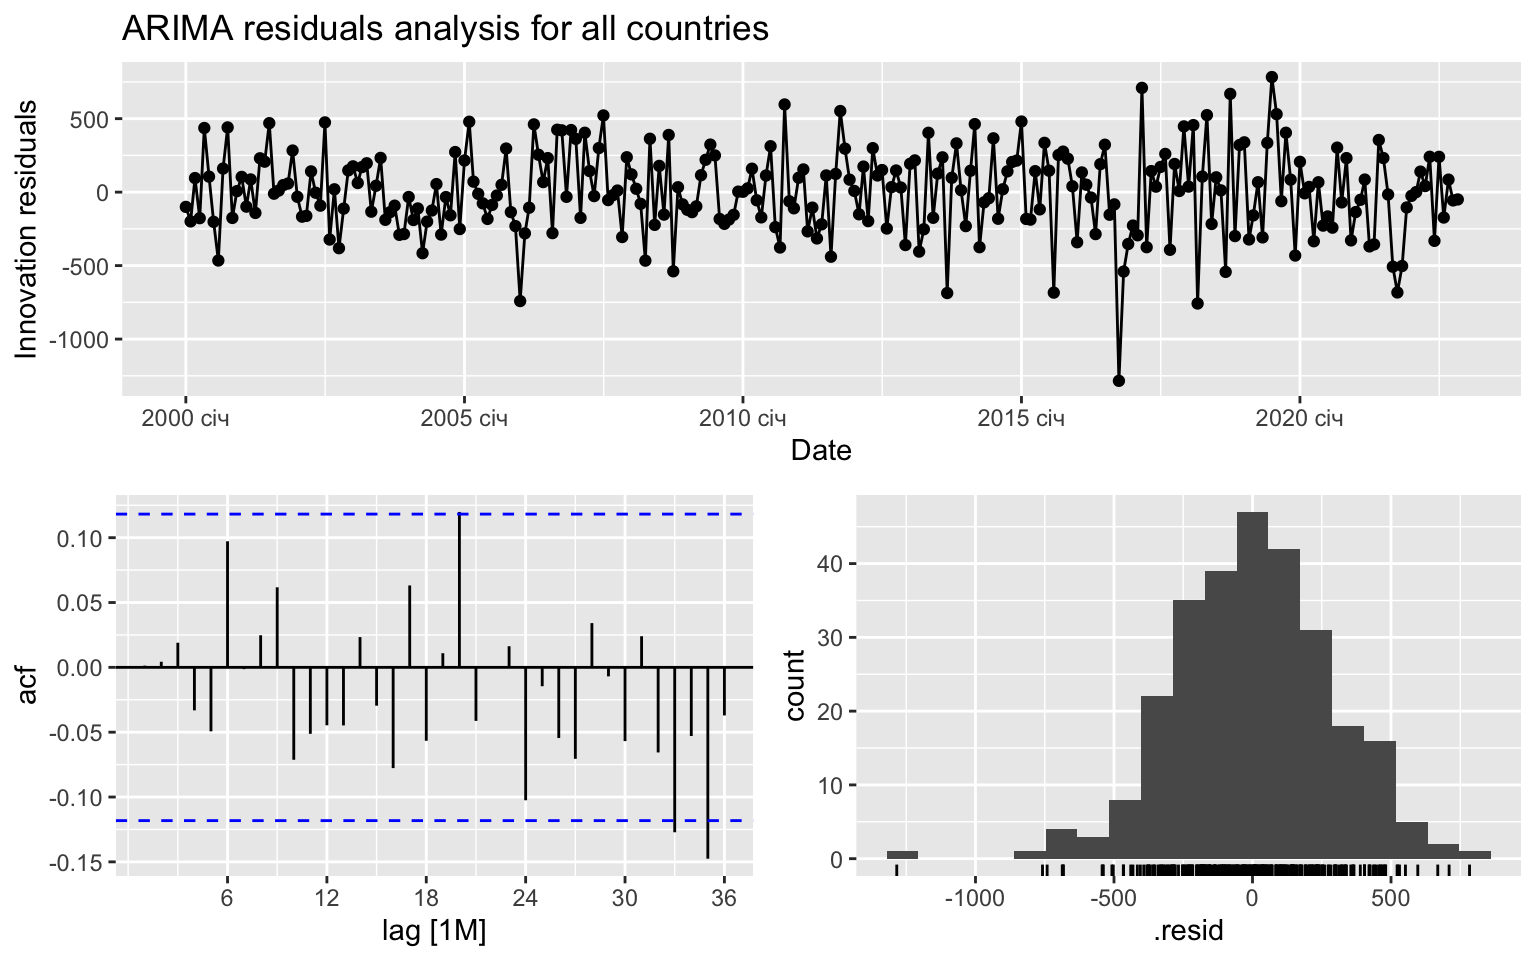 ARIMA residuals analysis for all countries
Innovation residuals
500
0
-500
-1000
2000 січ
2005 січ
2010 січ
2015 січ
2020 січ
Date
acf
0.10
0.05
0.00
-0.05
-0.10
-0.15
6
12
18
24
30
36
lag [1M]
count
40
30
20
10
0
-1000
-500
0
500
.resid